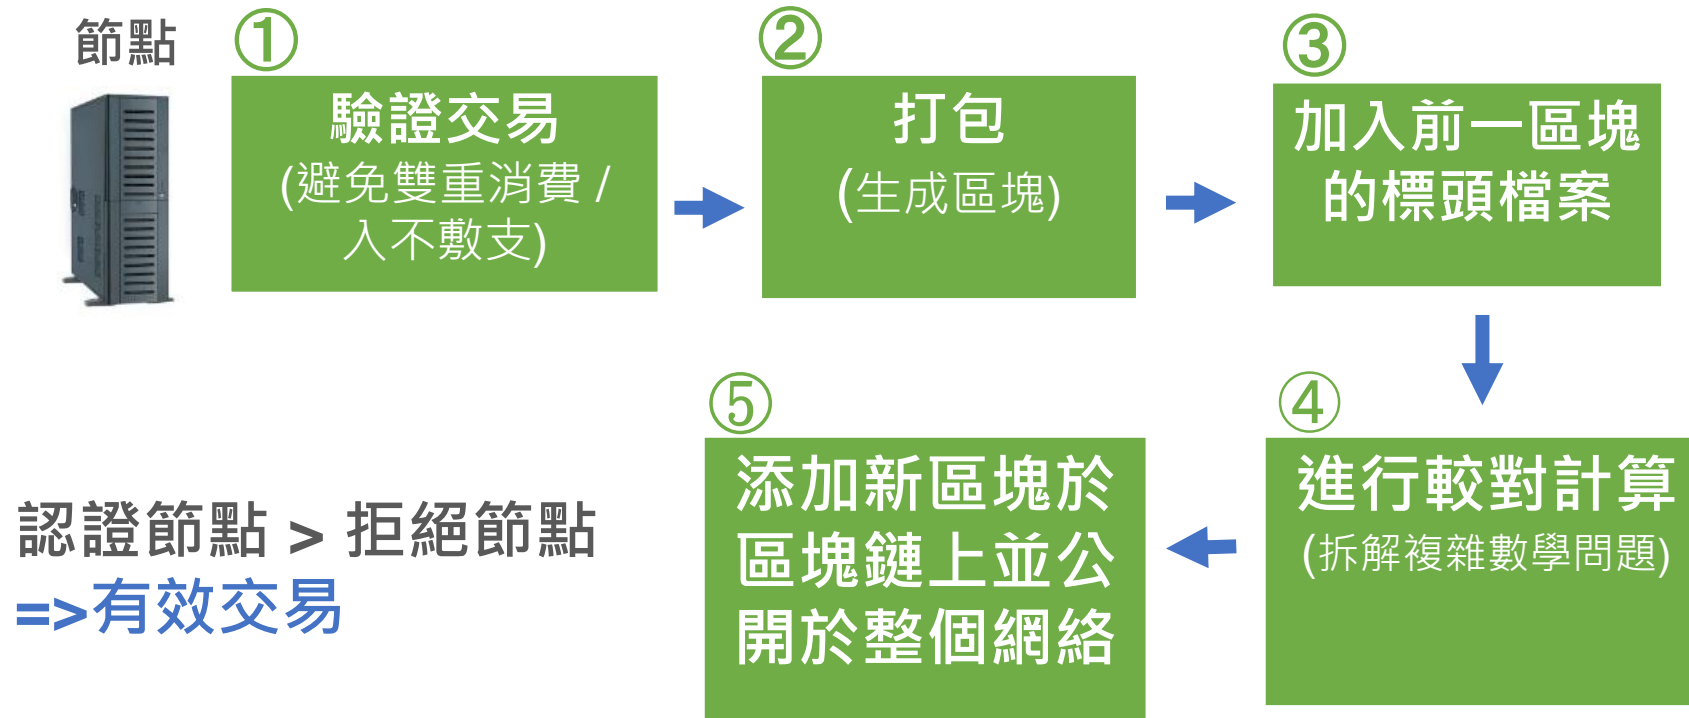 節點
①
驗證交易
(避免雙重消費 /
入不敷支)
②
打包
(生成區塊)
③
加入前一區塊
的標頭檔案
④
進行較對計算
(拆解複雜數學問題)
⑤
添加新區塊於
區塊鏈上並公
開於整個網絡
認證節點 > 拒絕節點
=>有效交易